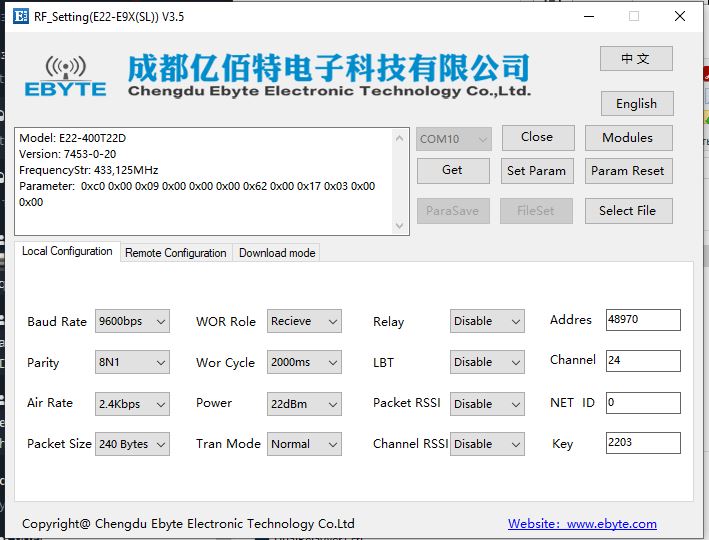 RF_Setting(E22-E9X(SL)) V3.5
EBYTE
成都亿佰特电子科技有限公司
Chengdu Ebyte Electronic Technology Co.,Ltd.
中 文
English
Model: E22-400T22D
Version: 7453-0-20
FrequencyStr: 433,125MHz
Parameter: 0xc0 0x00 0x09 0x00 0x00 0x00 0x62 0x00 0x17 0x03 0x00
0x00
COM10 Close Modules
Get Set Param Param Reset
ParaSave FileSet Select File
Local Configuration Remote Configuration Download mode
Baud Rate 9600bps WOR Role Recieve Relay Disable Addres 48970
Parity 8N1 Wor Cycle 2000ms LBT Disable Channel 24
Air Rate 2.4Kbps Power 22dBm Packet RSSI Disable NET ID 0
Packet Size 240 Bytes Tran Mode Normal Channel RSSI Disable Key 2203
Copyright@ Chengdu Ebyte Electronic Technology Co.Ltd Website：www.ebyte.com